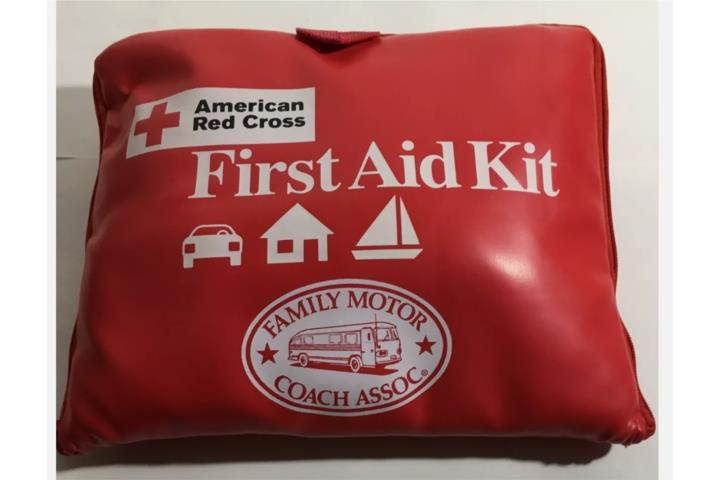 American
Red Cross
First Aid Kit
FAMILY MOTOR
COACH ASSOC.®